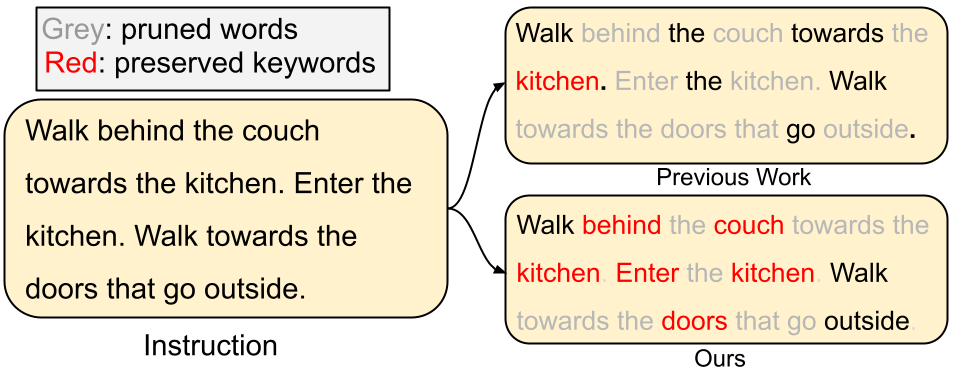 Grey: pruned words
Red: preserved keywords
Walk behind the couch
towards the kitchen. Enter the
kitchen. Walk towards the
doors that go outside.
Instruction
Walk behind the couch towards the
kitchen. Enter the kitchen. Walk
towards the doors that go outside.
Previous Work
Walk behind the couch towards the
kitchen. Enter the kitchen. Walk
towards the doors that go outside.
Ours